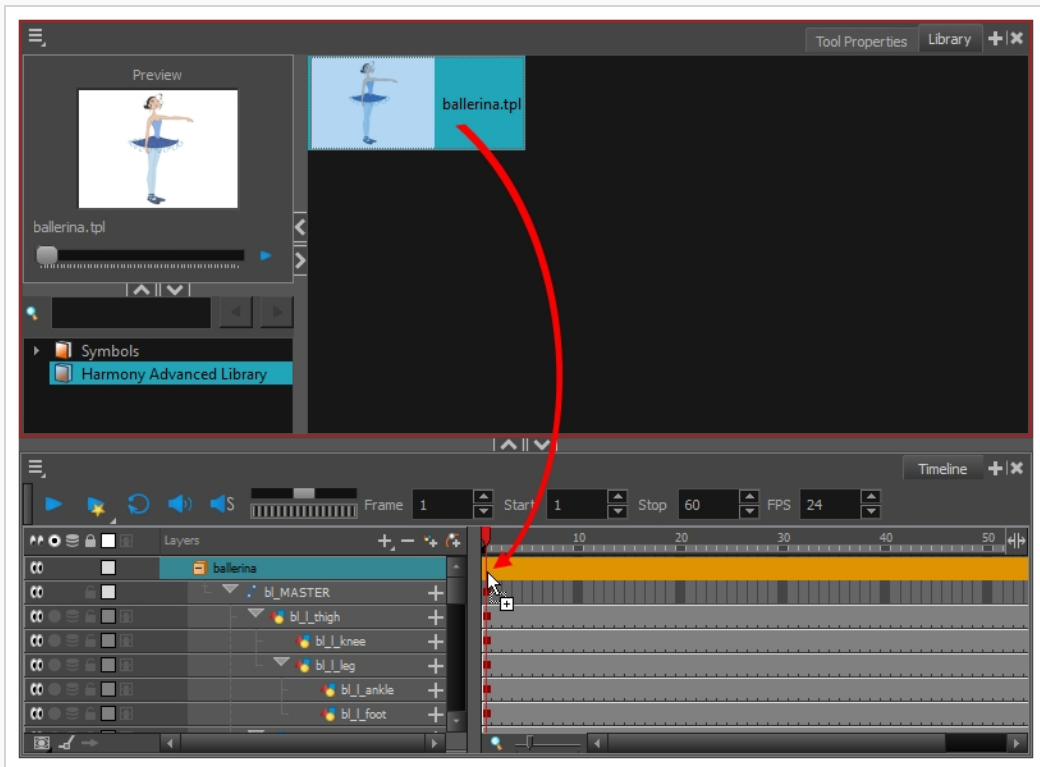 Tool Properties
Library
Preview
ballerina.tpl
ballerina.tpl
Symbols
Harmony Advanced Library
Timeline
S
Frame 1 Start 1 Stop 60 FPS 24
Layers
10 20 30 40 50
ballerina
bl_MASTER
bl_l_thigh
bl_l_knee
bl_l_leg
bl_l_ankle
bl_l_foot